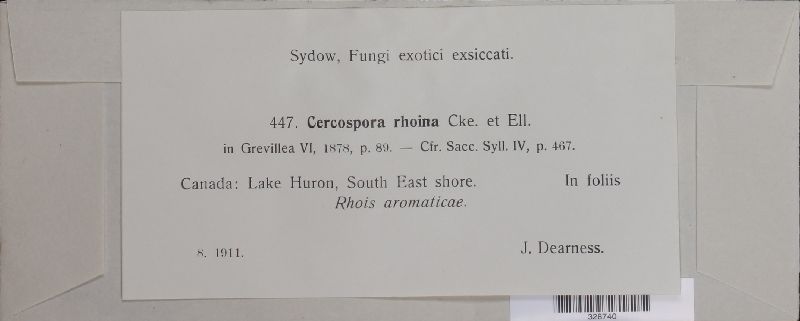 Sydow, Fungi exotici exsiccati.
447. Cercospora rhoina Cke. et Ell.
in Grevillea VI, 1878, p. 89. — Cfr. Sacc. Syll. IV, p. 467.
Canada: Lake Huron, South East shore. In foliis
Rhois aromaticae.
8. 1911. J. Dearness.
328740